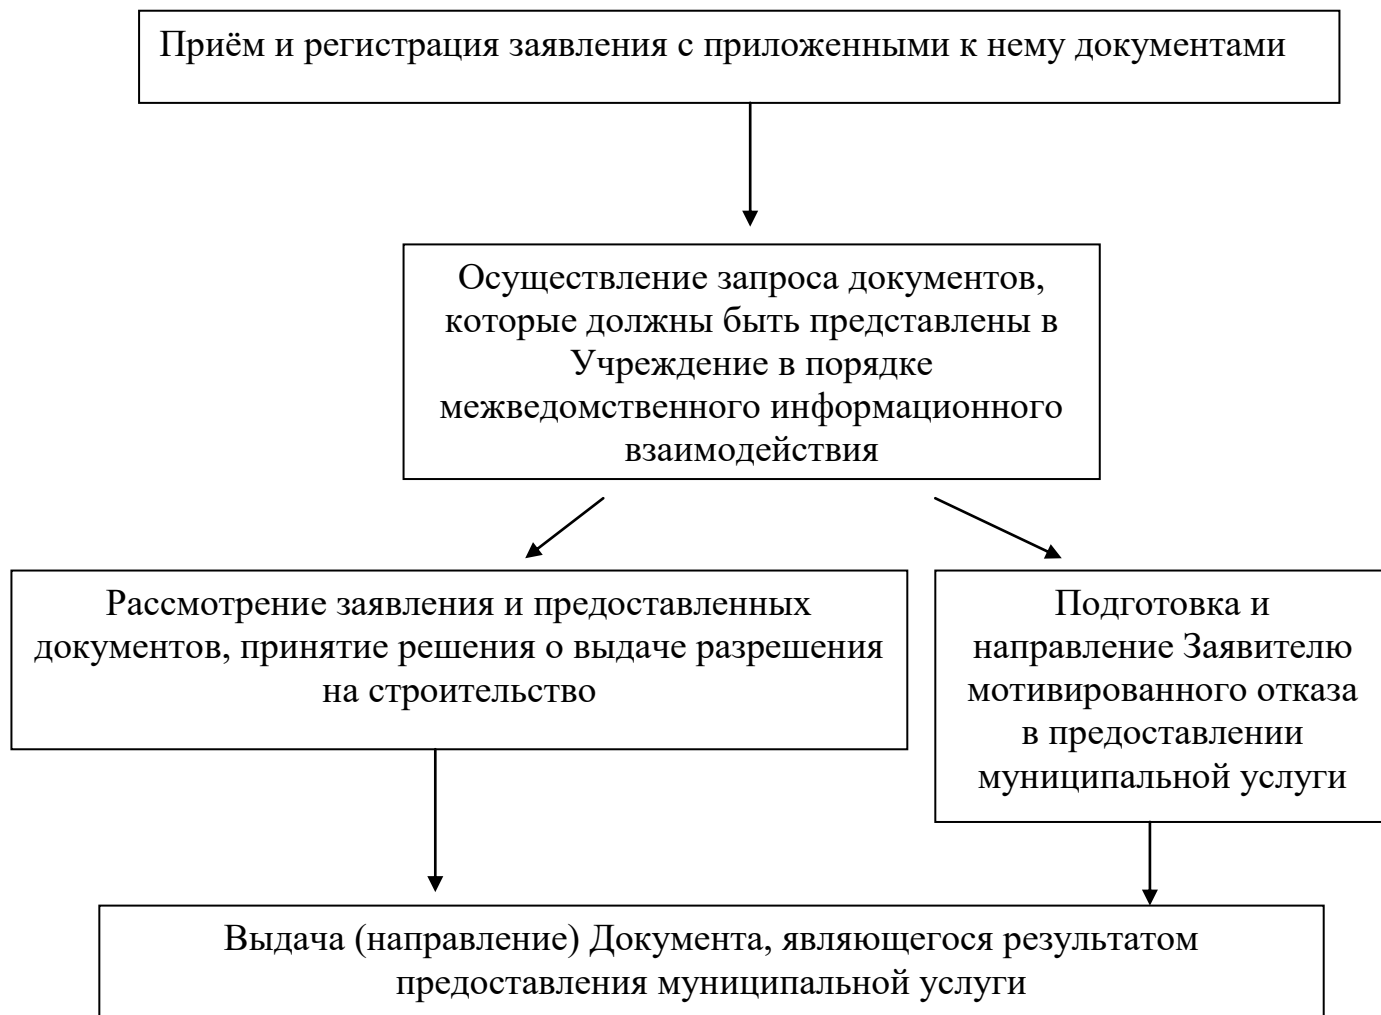 Приём и регистрация заявления с приложенными к нему документами
Осуществление запроса документов,
которые должны быть представлены в
Учреждение в порядке
межведомственного информационного
взаимодействия
Рассмотрение заявления и предоставленных
документов, принятие решения о выдаче разрешения
на строительство
Подготовка и
направление Заявителю
мотивированного отказа
в предоставлении
муниципальной услуги
Выдача (направление) Документа, являющегося результатом
предоставления муниципальной услуги